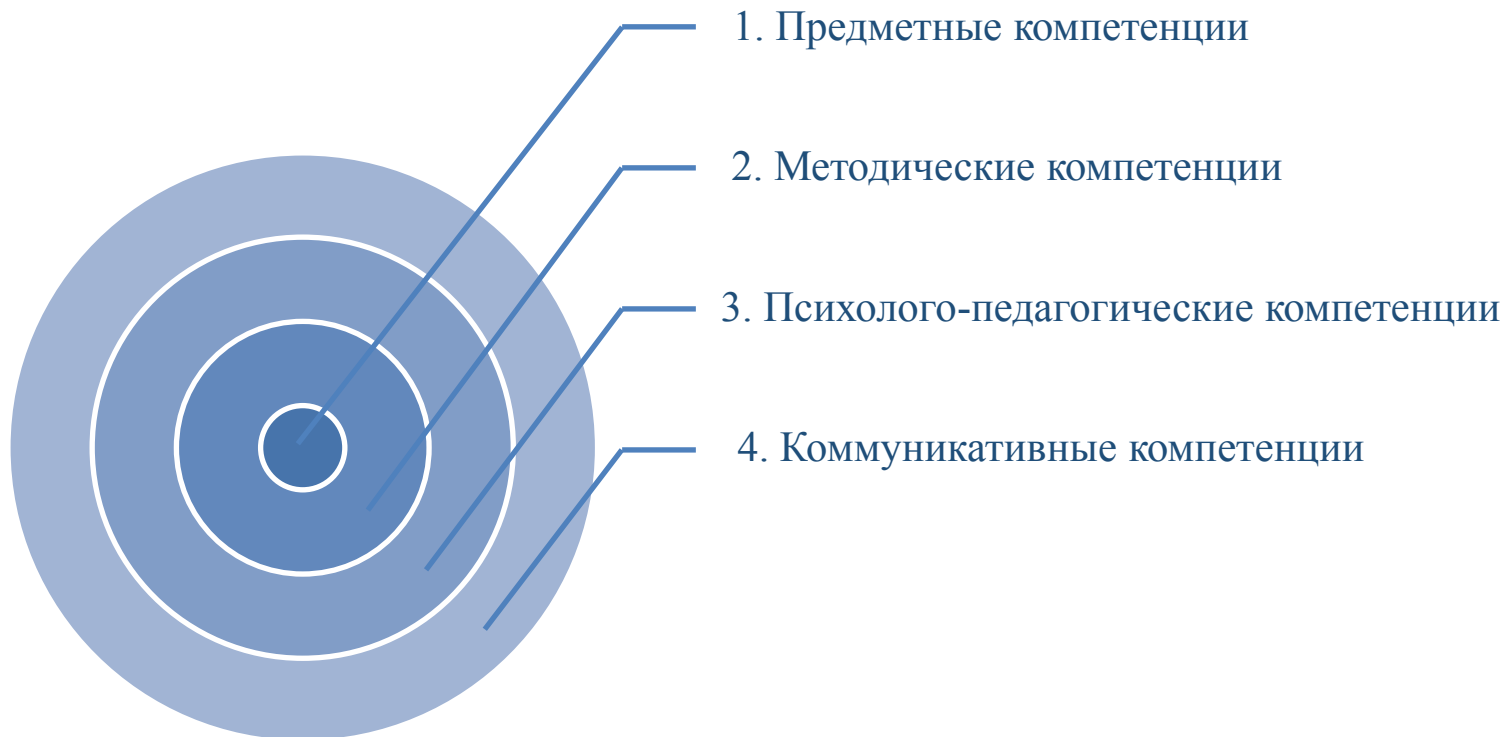 1. Предметные компетенции
2. Методические компетенции
3. Психолого-педагогические компетенции
4. Коммуникативные компетенции